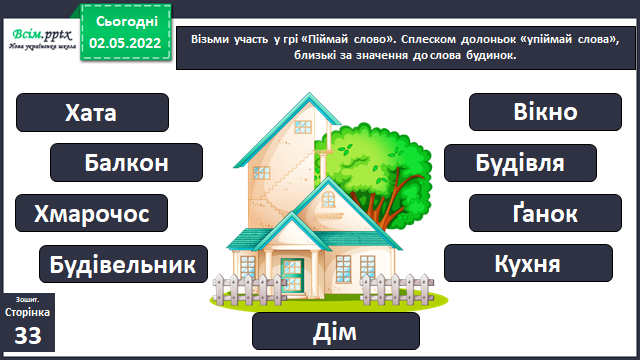 Всім.pptx
Нова українська школа
Сьогодні
02.05.2022
Візьми участь у грі «Піймай слово». Сплеском долоньок «упіймай слова»,
близькі за значення до слова будинок.
Хата
Вікно
Балкон
Будівля
Хмарочос
Ґанок
Будівельник
Кухня
Дім
Зошит.
Сторінка
33